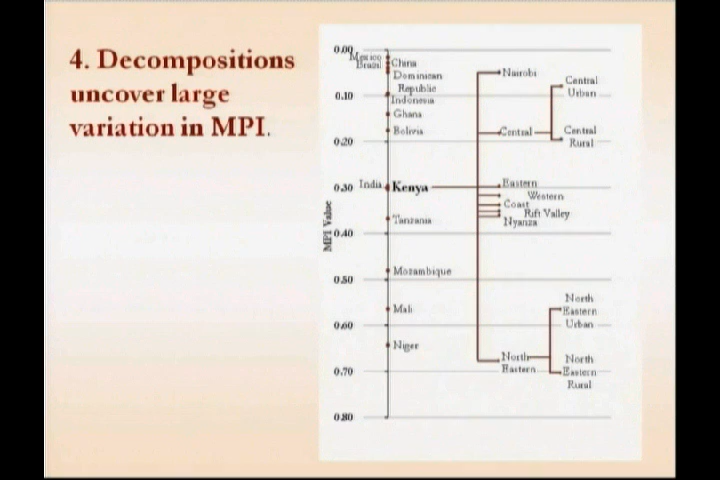 4. Decompositions
uncover large
variation in MPI.
MPI Value
0.00
0.10
0.20
0.30
0.40
0.50
0.60
0.70
0.80
Mexico
Brazil
China
Dominican
Republic
Indonesia
Ghana
Bolivia
India
Kenya
Tanzania
Mozambique
Mali
Niger
Nairobi
Central
Central
Urban
Central
Rural
Eastern
Western
Coast
Rift Valley
Nyanza
North
Eastern
North
Eastern
Urban
North
Eastern
Rural